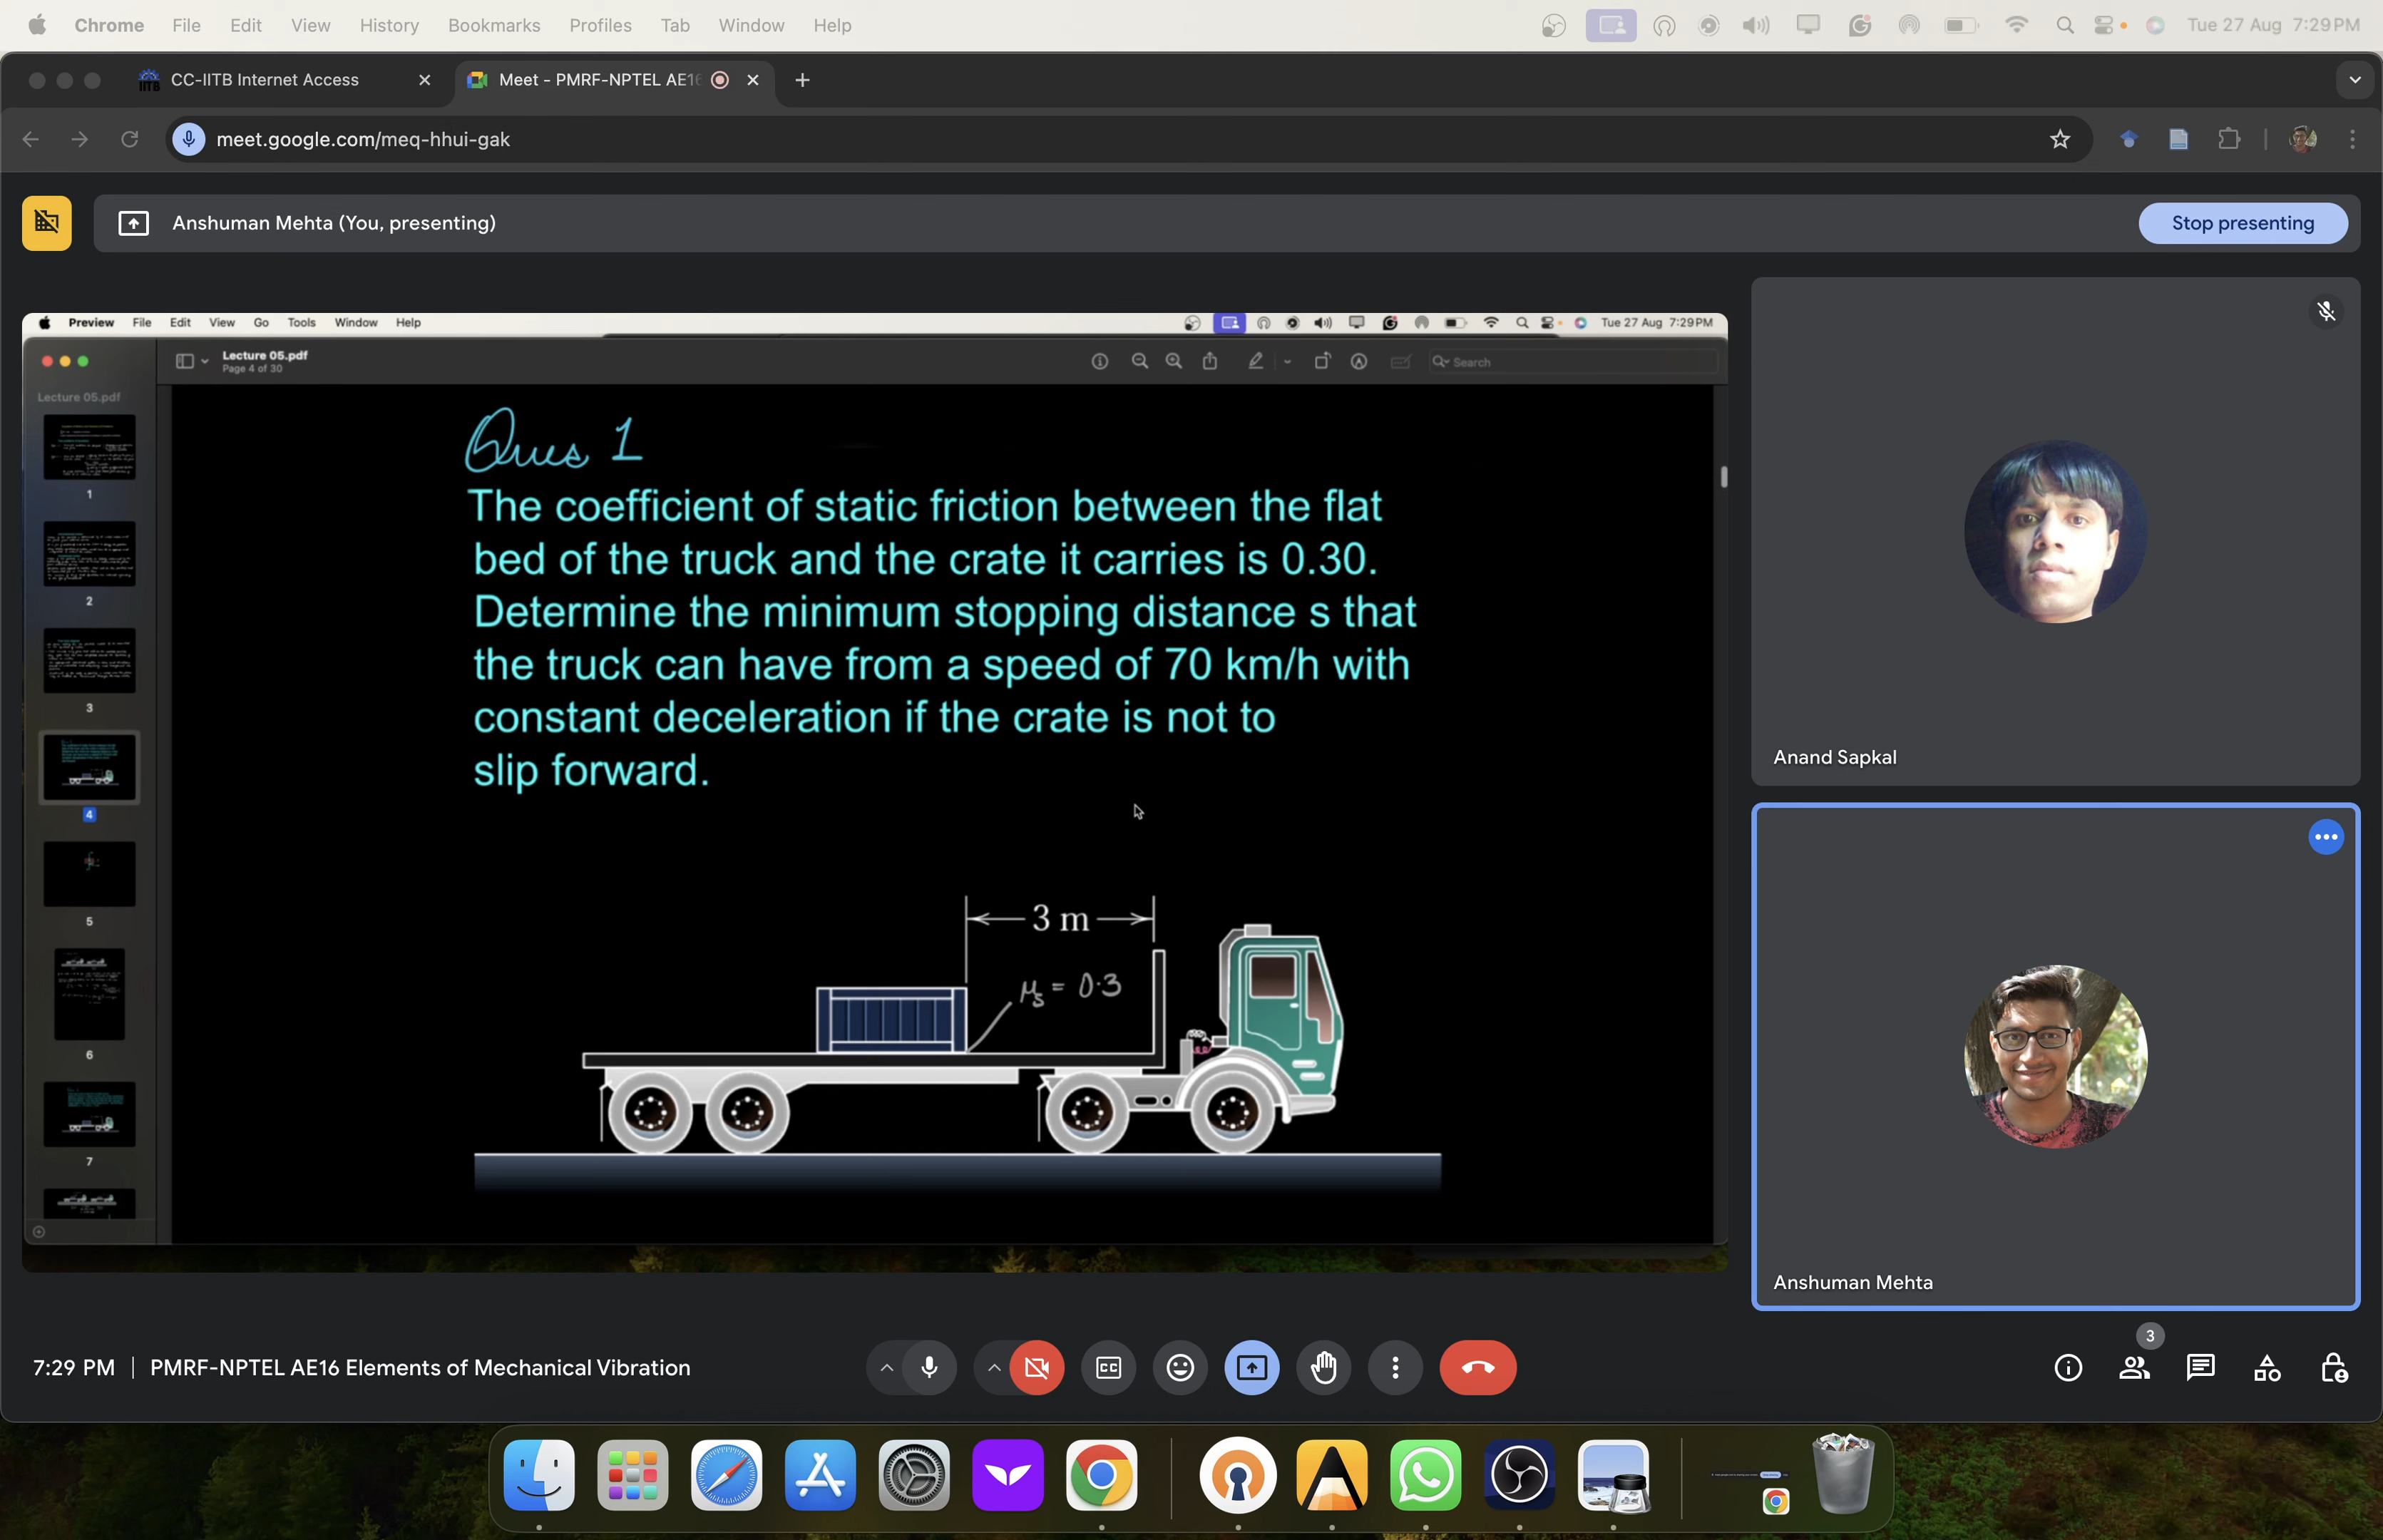 Chrome File Edit View History Bookmarks Profiles Tab Window Help Tue 27 Aug 7:29 PM
CC-IITB Internet Access Meet - PMRF-NPTEL AE16
meet.google.com/meq-hhui-gak
Anshuman Mehta (You, presenting) Stop presenting
Preview File Edit View Go Tools Window Help Tue 27 Aug 7:29 PM
Lecture 05.pdf
Page 4 of 30
Search
Lecture 05.pdf
1
2
3
4
5
6
7
Ques 1
The coefficient of static friction between the flat
bed of the truck and the crate it carries is 0.30.
Determine the minimum stopping distance s that
the truck can have from a speed of 70 km/h with
constant deceleration if the crate is not to
slip forward.
3 m
μs = 0.3
Anand Sapkal
Anshuman Mehta
7:29 PM | PMRF-NPTEL AE16 Elements of Mechanical Vibration
CC
3